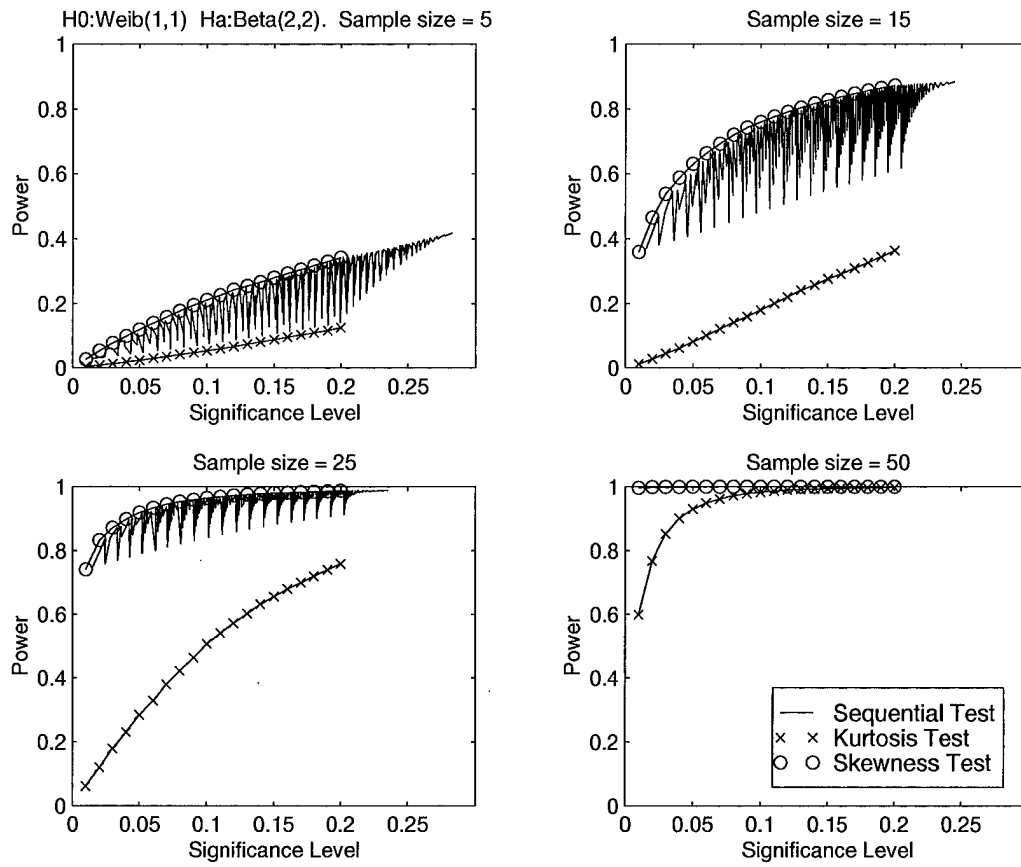 H0:Weib(1,1) Ha:Beta(2,2). Sample size = 5
1
0.8
0.6
0.4
0.2
0
Power
0 0.05 0.1 0.15 0.2 0.25
Significance Level
Sample size = 15
1
0.8
0.6
0.4
0.2
0
Power
0 0.05 0.1 0.15 0.2 0.25
Significance Level
Sample size = 25
1
0.8
0.6
0.4
0.2
0
Power
0 0.05 0.1 0.15 0.2 0.25
Significance Level
Sample size = 50
1
0.8
0.6
0.4
0.2
0
Power
0 0.05 0.1 0.15 0.2 0.25
Significance Level
Sequential Test
Kurtosis Test
Skewness Test